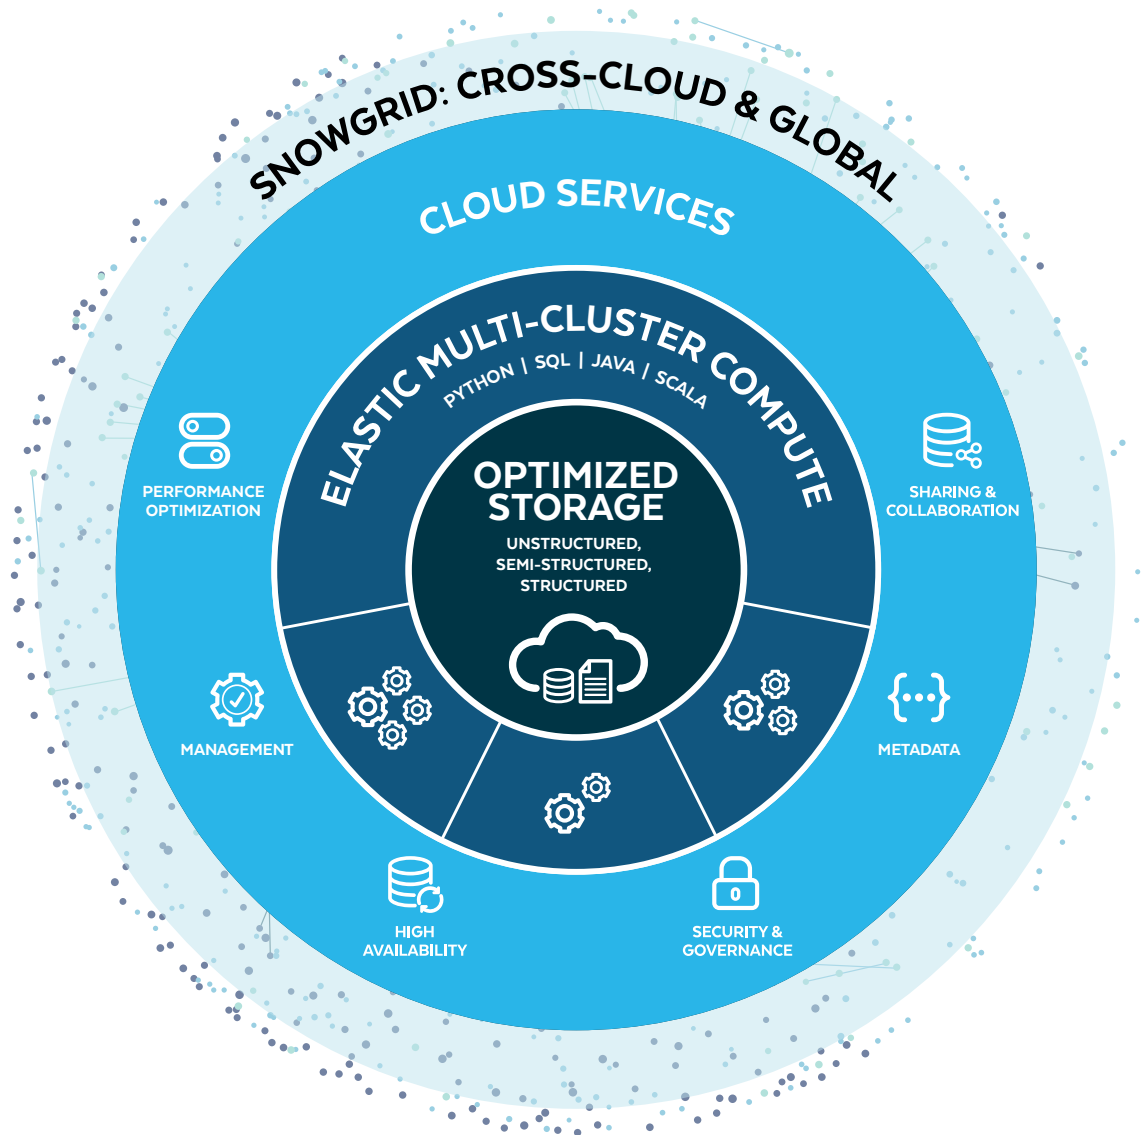 SNOWGRID: CROSS-CLOUD & GLOBAL
CLOUD SERVICES
ELASTIC MULTI-CLUSTER COMPUTE
PYTHON | SQL | JAVA | SCALA
OPTIMIZED
STORAGE
UNSTRUCTURED,
SEMI-STRUCTURED,
STRUCTURED
PERFORMANCE
OPTIMIZATION
SHARING &
COLLABORATION
MANAGEMENT
METADATA
HIGH
AVAILABILITY
SECURITY &
GOVERNANCE